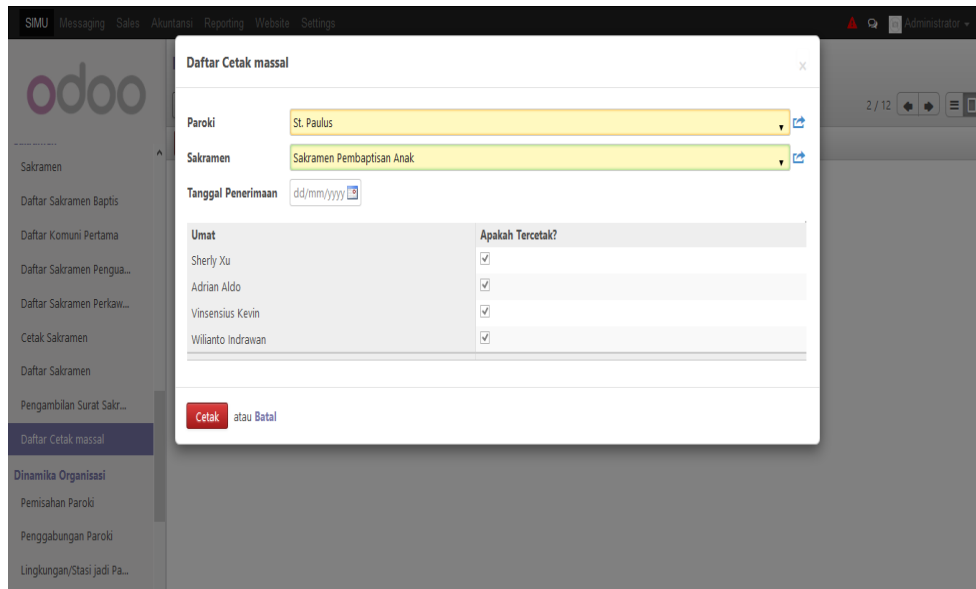 SIMU Messaging Sales Akuntansi Reporting Website Settings Administrator
odoo
2 / 12
Sakramen
Daftar Sakramen Baptis
Daftar Komuni Pertama
Daftar Sakramen Pengua...
Daftar Sakramen Perkaw...
Cetak Sakramen
Daftar Sakramen
Pengambilan Surat Sakr...
Daftar Cetak massal
Dinamika Organisasi
Pemisahan Paroki
Penggabungan Paroki
Lingkungan/Stasi jadi Pa...
Daftar Cetak massal ×
Paroki St. Paulus
Sakramen Sakramen Pembaptisan Anak
Tanggal Penerimaan dd/mm/yyyy
Umat Apakah Tercetak?
Sherly Xu
Adrian Aldo
Vinsensius Kevin
Wilianto Indrawan
Cetak atau Batal